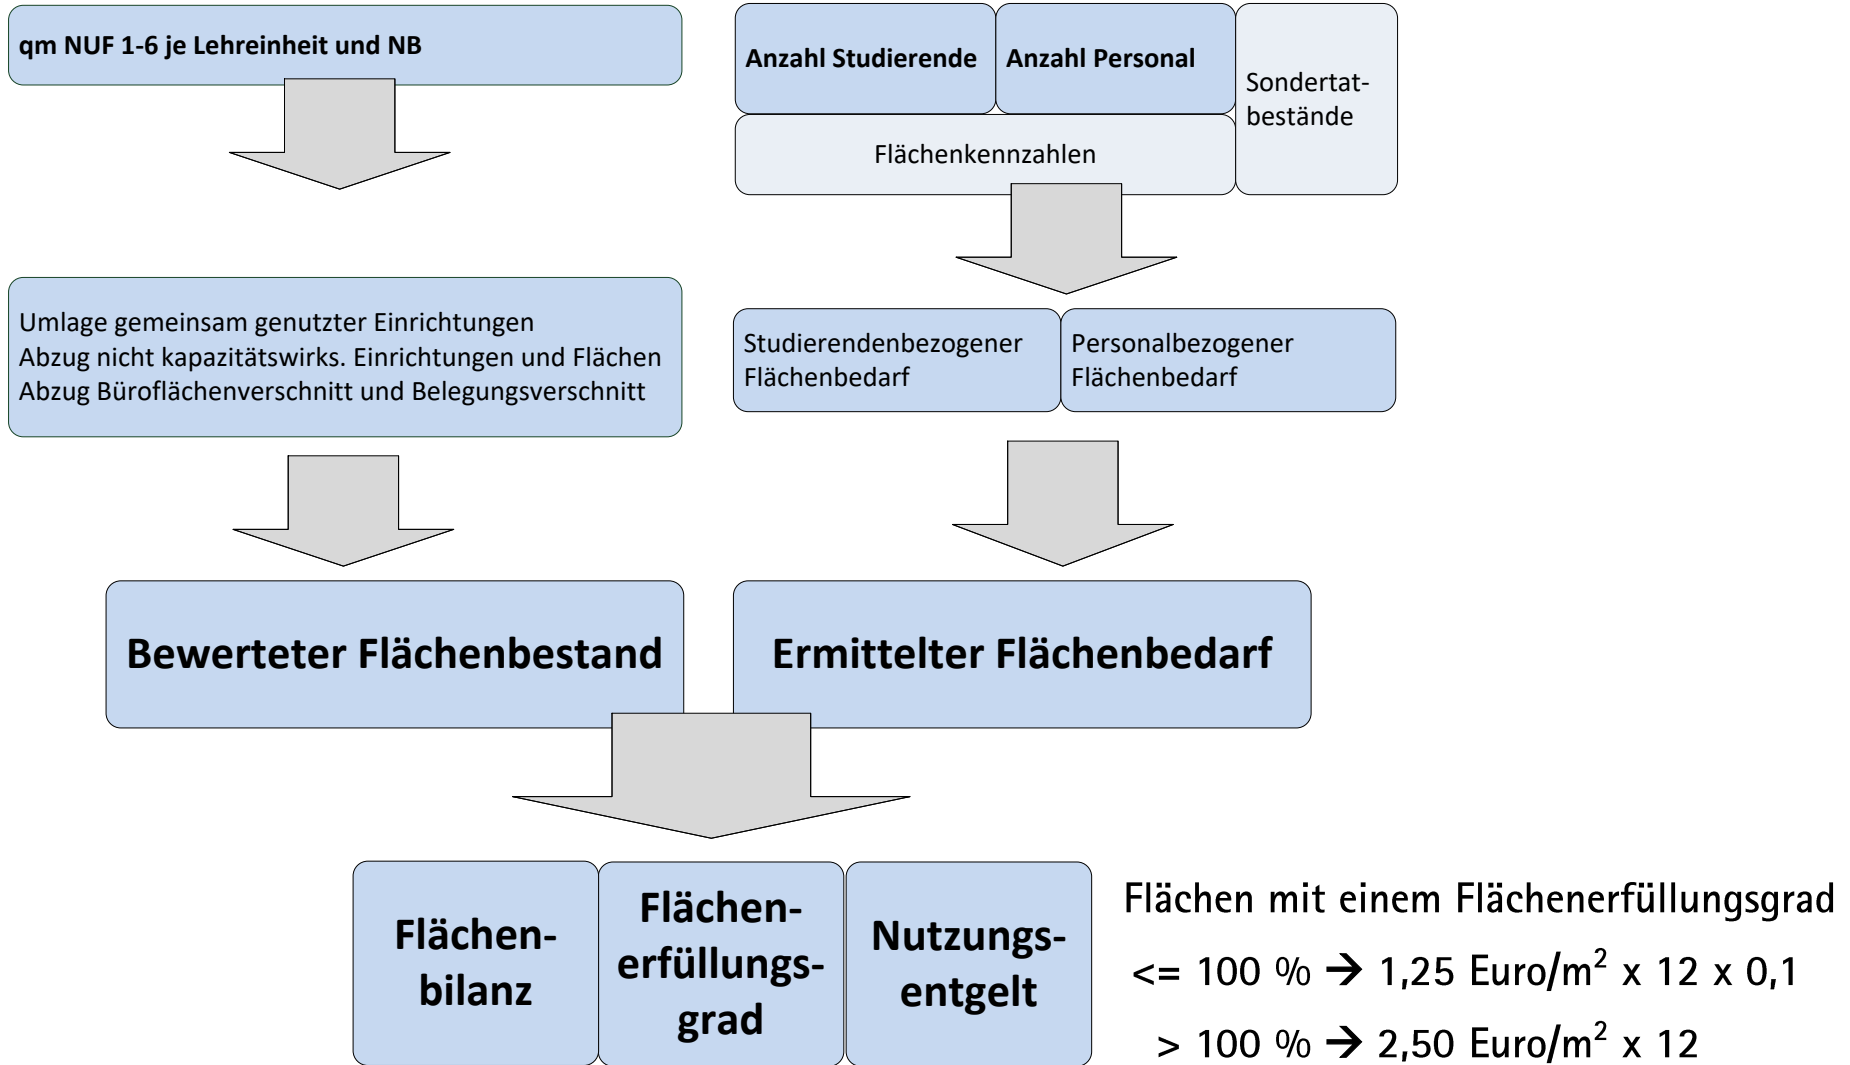 qm NUF 1-6 je Lehreinheit und NB
Anzahl Studierende
Anzahl Personal
Sondertat-
bestände
Flächenkennzahlen
Umlage gemeinsam genutzter Einrichtungen
Abzug nicht kapazitätswirks. Einrichtungen und Flächen
Abzug Büroflächenverschnitt und Belegungsverschnitt
Studierendenbezogener
Flächenbedarf
Personalbezogener
Flächenbedarf
Bewerteter Flächenbestand
Ermittelter Flächenbedarf
Flächen-
bilanz
Flächen-
erfüllungs-
grad
Nutzungs-
entgelt
Flächen mit einem Flächenerfüllungsgrad
<= 100 % → 1,25 Euro/m² x 12 x 0,1
> 100 % → 2,50 Euro/m² x 12